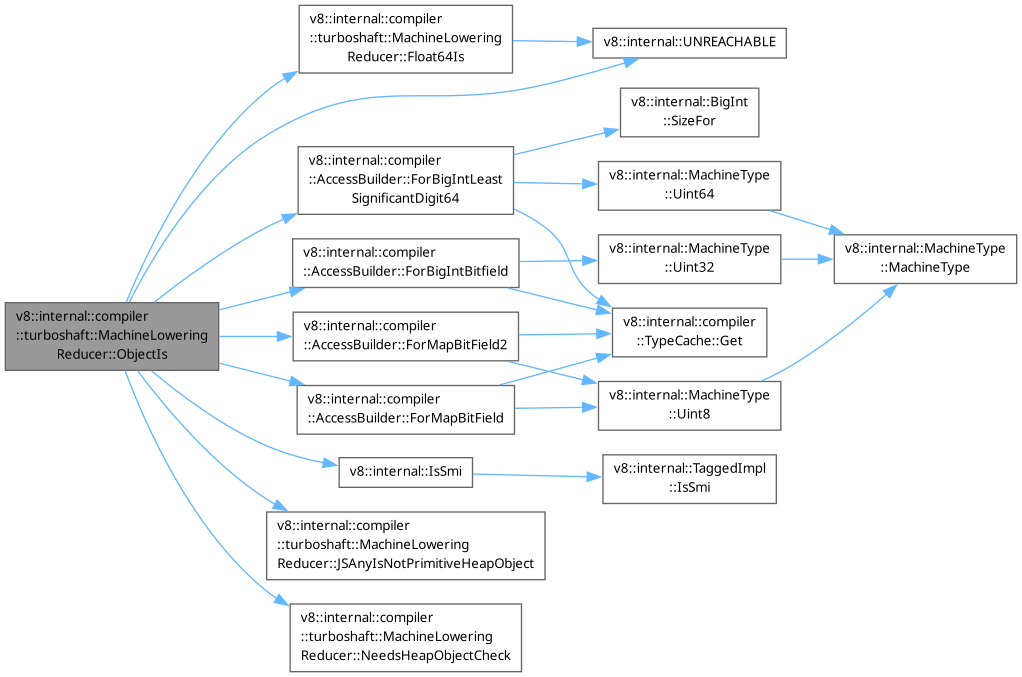 v8::internal::compiler
::turboshaft::MachineLowering
Reducer::ObjectIs
v8::internal::compiler
::turboshaft::MachineLowering
Reducer::Float64Is
v8::internal::UNREACHABLE
v8::internal::compiler
::AccessBuilder::ForBigIntLeast
SignificantDigit64
v8::internal::BigInt
::SizeFor
v8::internal::MachineType
::Uint64
v8::internal::MachineType
::MachineType
v8::internal::compiler
::AccessBuilder::ForBigIntBitfield
v8::internal::MachineType
::Uint32
v8::internal::compiler
::TypeCache::Get
v8::internal::compiler
::AccessBuilder::ForMapBitField2
v8::internal::MachineType
::Uint8
v8::internal::compiler
::AccessBuilder::ForMapBitField
v8::internal::IsSmi
v8::internal::TaggedImpl
::IsSmi
v8::internal::compiler
::turboshaft::MachineLowering
Reducer::JSAnyIsNotPrimitiveHeapObject
v8::internal::compiler
::turboshaft::MachineLowering
Reducer::NeedsHeapObjectCheck